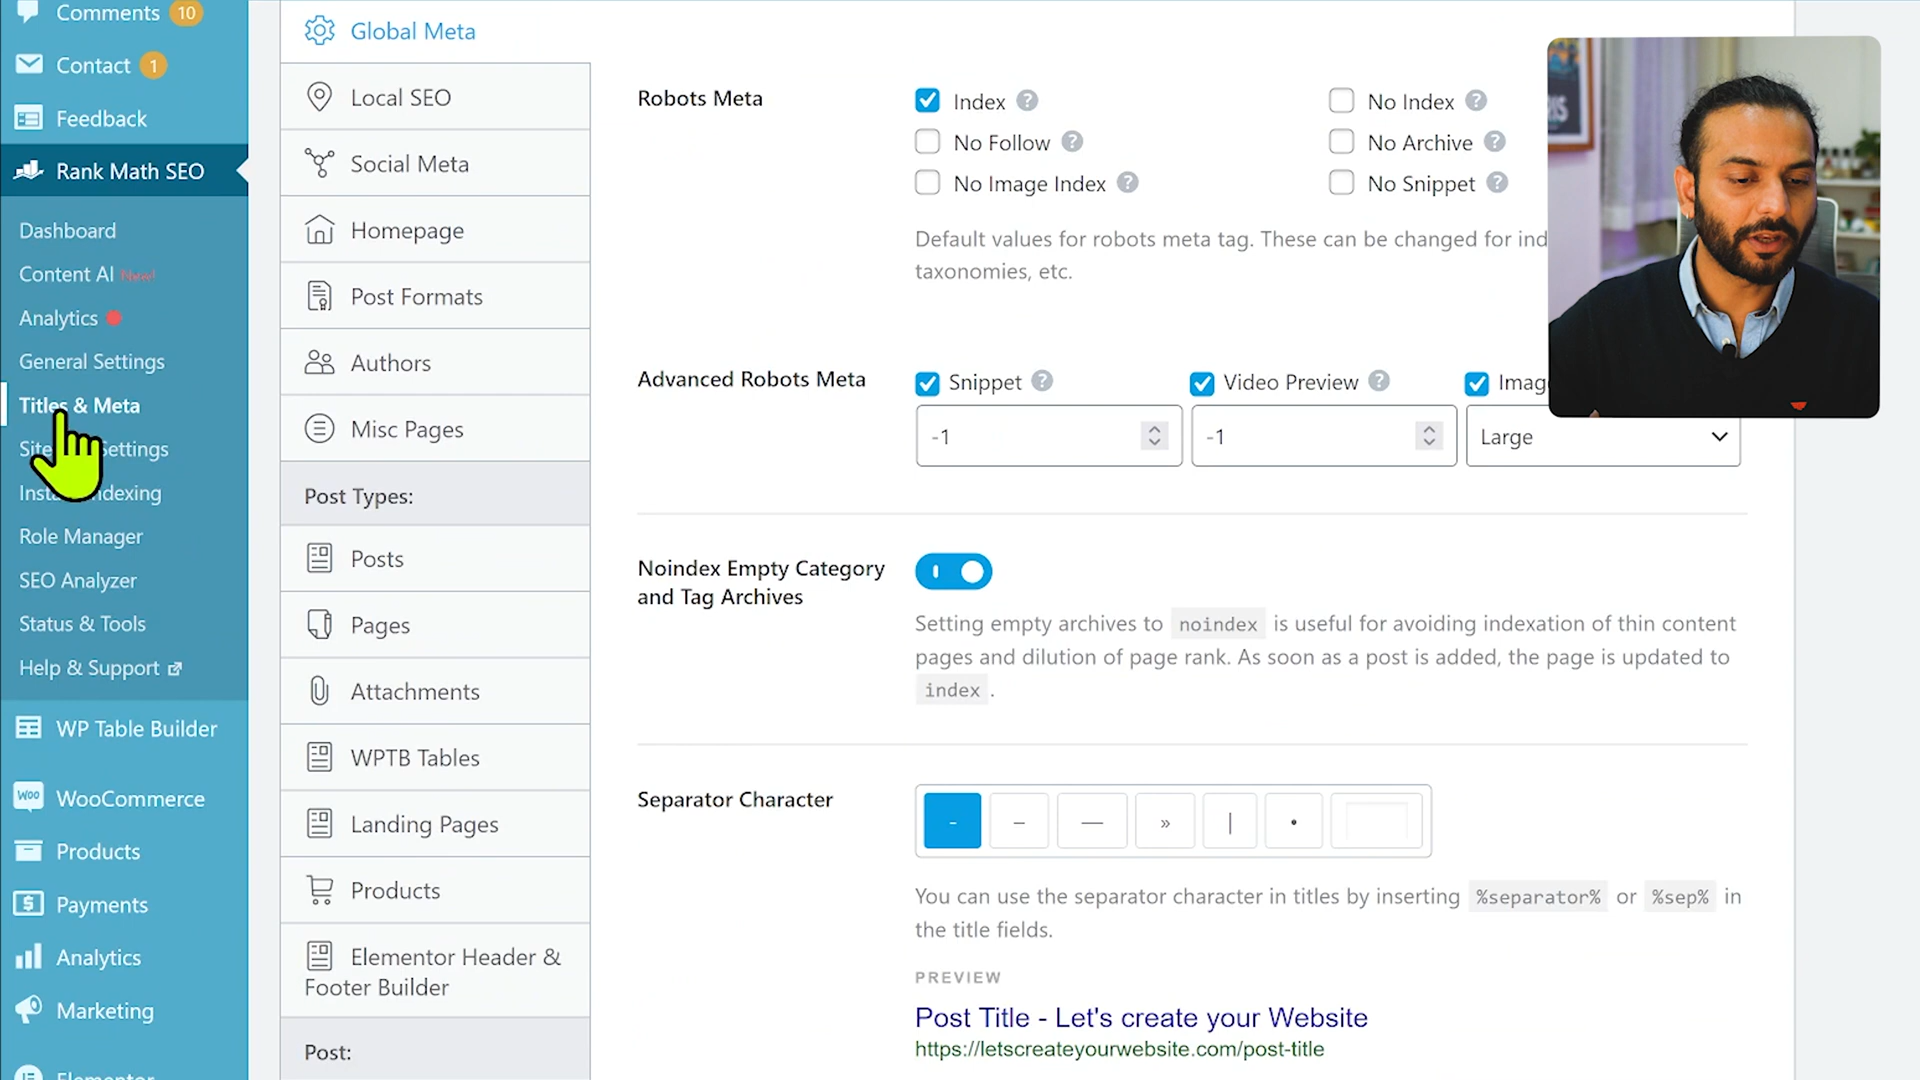 Comments 10
Contact 1
Feedback
Rank Math SEO
Dashboard
Content AI New!
Analytics
General Settings
Titles & Meta
Settings
Indexing
Role Manager
SEO Analyzer
Status & Tools
Help & Support
WP Table Builder
WooCommerce
Products
Payments
Analytics
Marketing
Elementor
Global Meta
Local SEO
Social Meta
Homepage
Post Formats
Authors
Misc Pages
Post Types:
Posts
Pages
Attachments
WPTB Tables
Landing Pages
Products
Elementor Header &
Footer Builder
Post:
Robots Meta
Index ?
No Index ?
No Follow ?
No Archive ?
No Image Index ?
No Snippet ?
Default values for robots meta tag. These can be changed for ind
taxonomies, etc.
Advanced Robots Meta
Snippet ?
Video Preview ?
Imag
-1
-1
Large
Noindex Empty Category
and Tag Archives
Setting empty archives to noindex is useful for avoiding indexation of thin content
pages and dilution of page rank. As soon as a post is added, the page is updated to
index .
Separator Character
- – — » | •
You can use the separator character in titles by inserting %separator% or %sep% in
the title fields.
PREVIEW
Post Title - Let's create your Website
https://letscreateyourwebsite.com/post-title